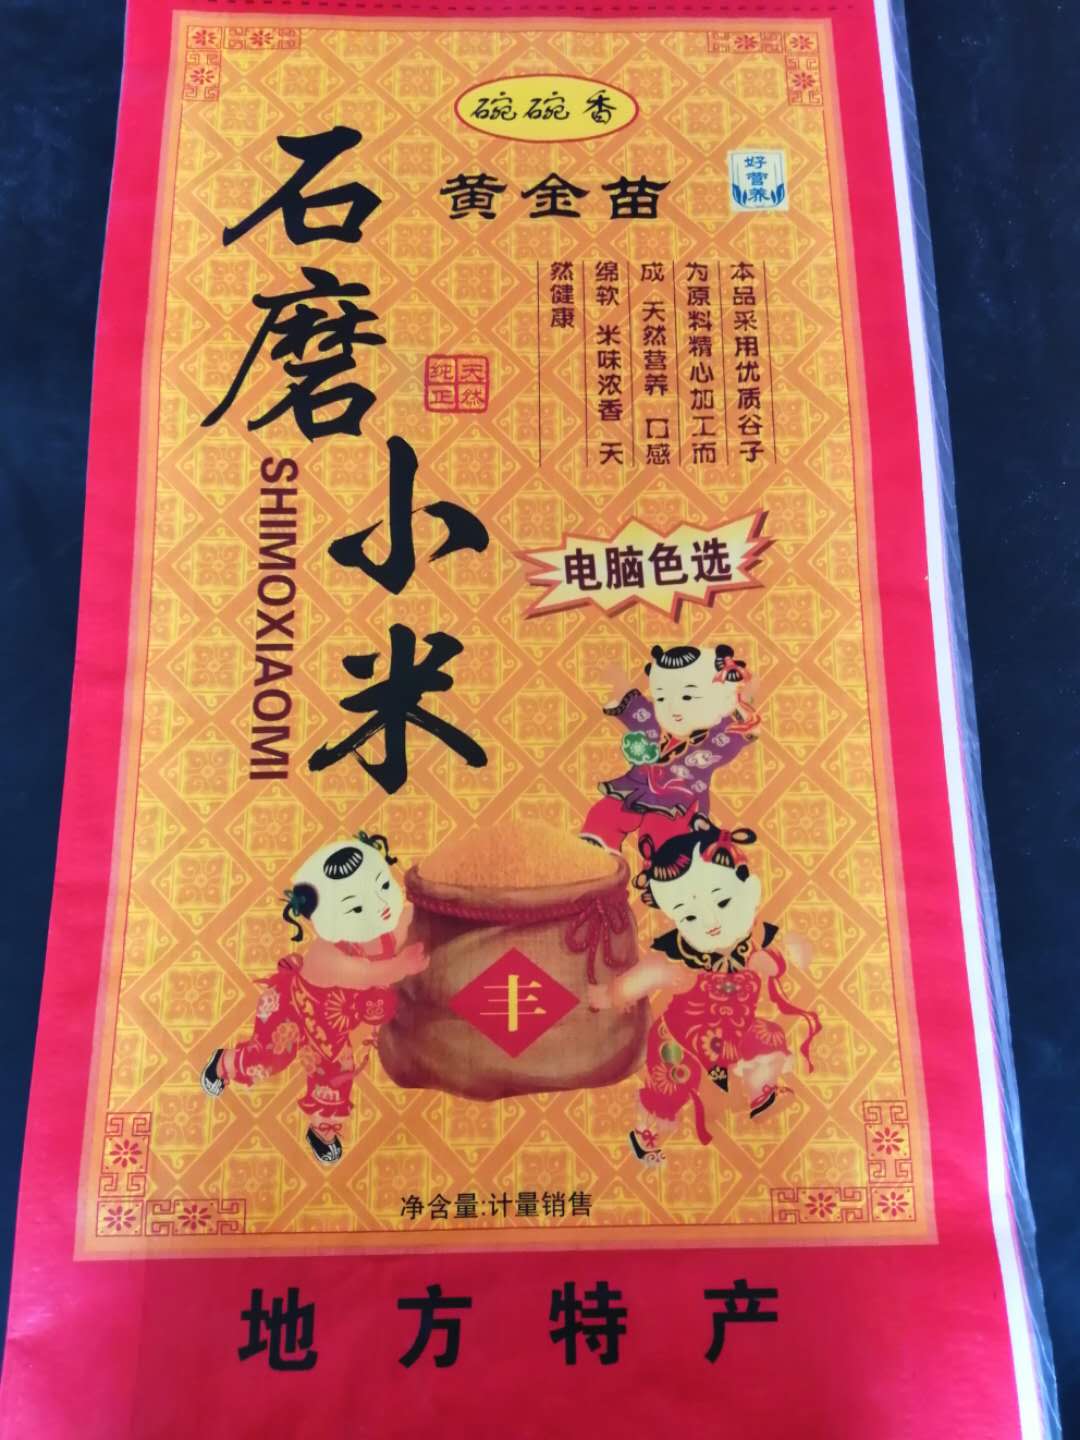 碗碗香
黄金苗
好营养
石磨小米
SHIMOXIAOMI
天然
纯正
本品采用优质谷子
为原料精心加工而
成 天然营养 口感
绵软 米味浓香 天
然健康
电脑色选
丰
净含量:计量销售
地方特产